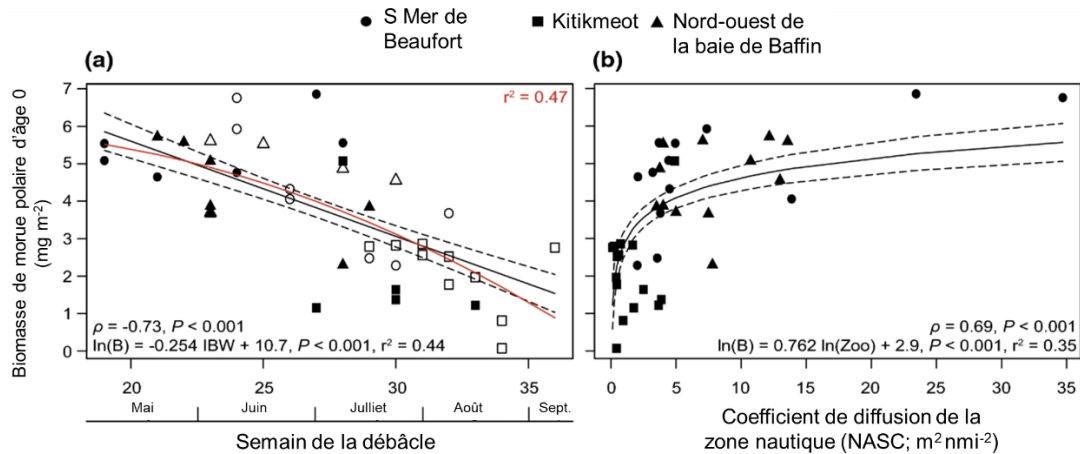 S Mer de
Beaufort
Kitikmeot
Nord-ouest de
la baie de Baffin
(a)
(b)
Biomasse de morue polaire d'âge 0
(mg m-2)
7
6
5
4
3
2
1
0
r² = 0.47
ρ = -0.73, P < 0.001
ln(B) = -0.254 IBW + 10.7, P < 0.001, r² = 0.44
ρ = 0.69, P < 0.001
ln(B) = 0.762 ln(Zoo) + 2.9, P < 0.001, r² = 0.35
20 25 30 35
0 5 10 15 20 25 30 35
Mai Juin Julliet Août Sept.
Semain de la débâcle
Coefficient de diffusion de la
zone nautique (NASC; m² nmi-2)